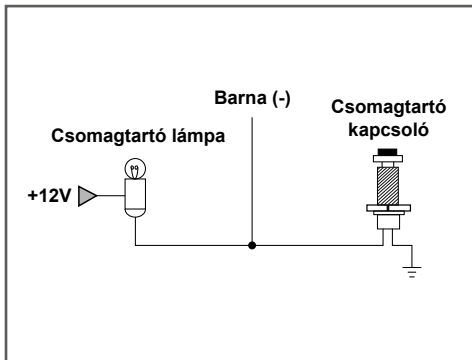 Barna (-)
Csomagtartó
kapcsoló
Csomagtartó lámpa
+12V